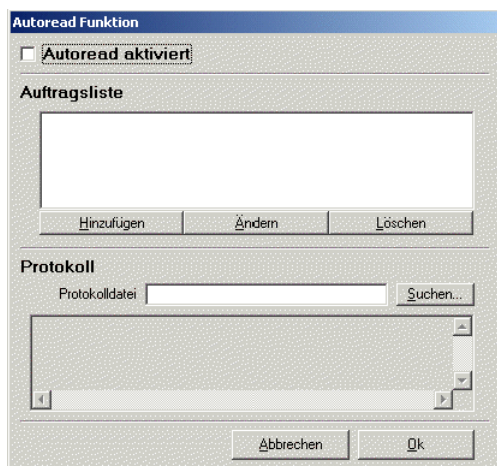 Autoread Funktion
Autoread aktiviert
Auftragsliste
Hinzufügen Ändern Löschen
Protokoll
Protokolldatei Suchen...
Abbrechen Ok